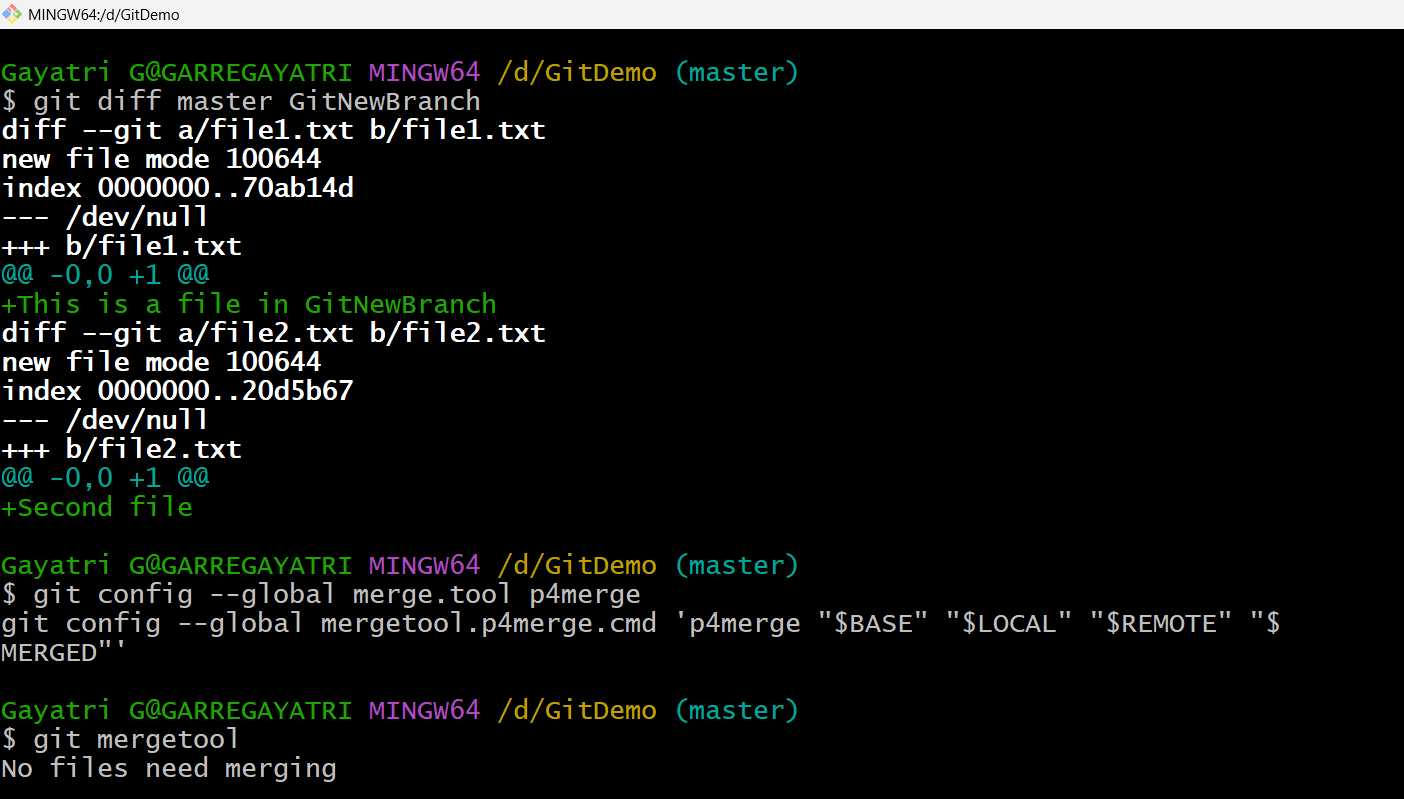 MINGW64:/d/GitDemo
Gayatri G@GARREGAYATRI MINGW64 /d/GitDemo (master)
$ git diff master GitNewBranch
diff --git a/file1.txt b/file1.txt
new file mode 100644
index 0000000..70ab14d
--- /dev/null
+++ b/file1.txt
@@ -0,0 +1 @@
+This is a file in GitNewBranch
diff --git a/file2.txt b/file2.txt
new file mode 100644
index 0000000..20d5b67
--- /dev/null
+++ b/file2.txt
@@ -0,0 +1 @@
+Second file
Gayatri G@GARREGAYATRI MINGW64 /d/GitDemo (master)
$ git config --global merge.tool p4merge
git config --global mergetool.p4merge.cmd 'p4merge "$BASE" "$LOCAL" "$REMOTE" "$
MERGED"'
Gayatri G@GARREGAYATRI MINGW64 /d/GitDemo (master)
$ git mergetool
No files need merging